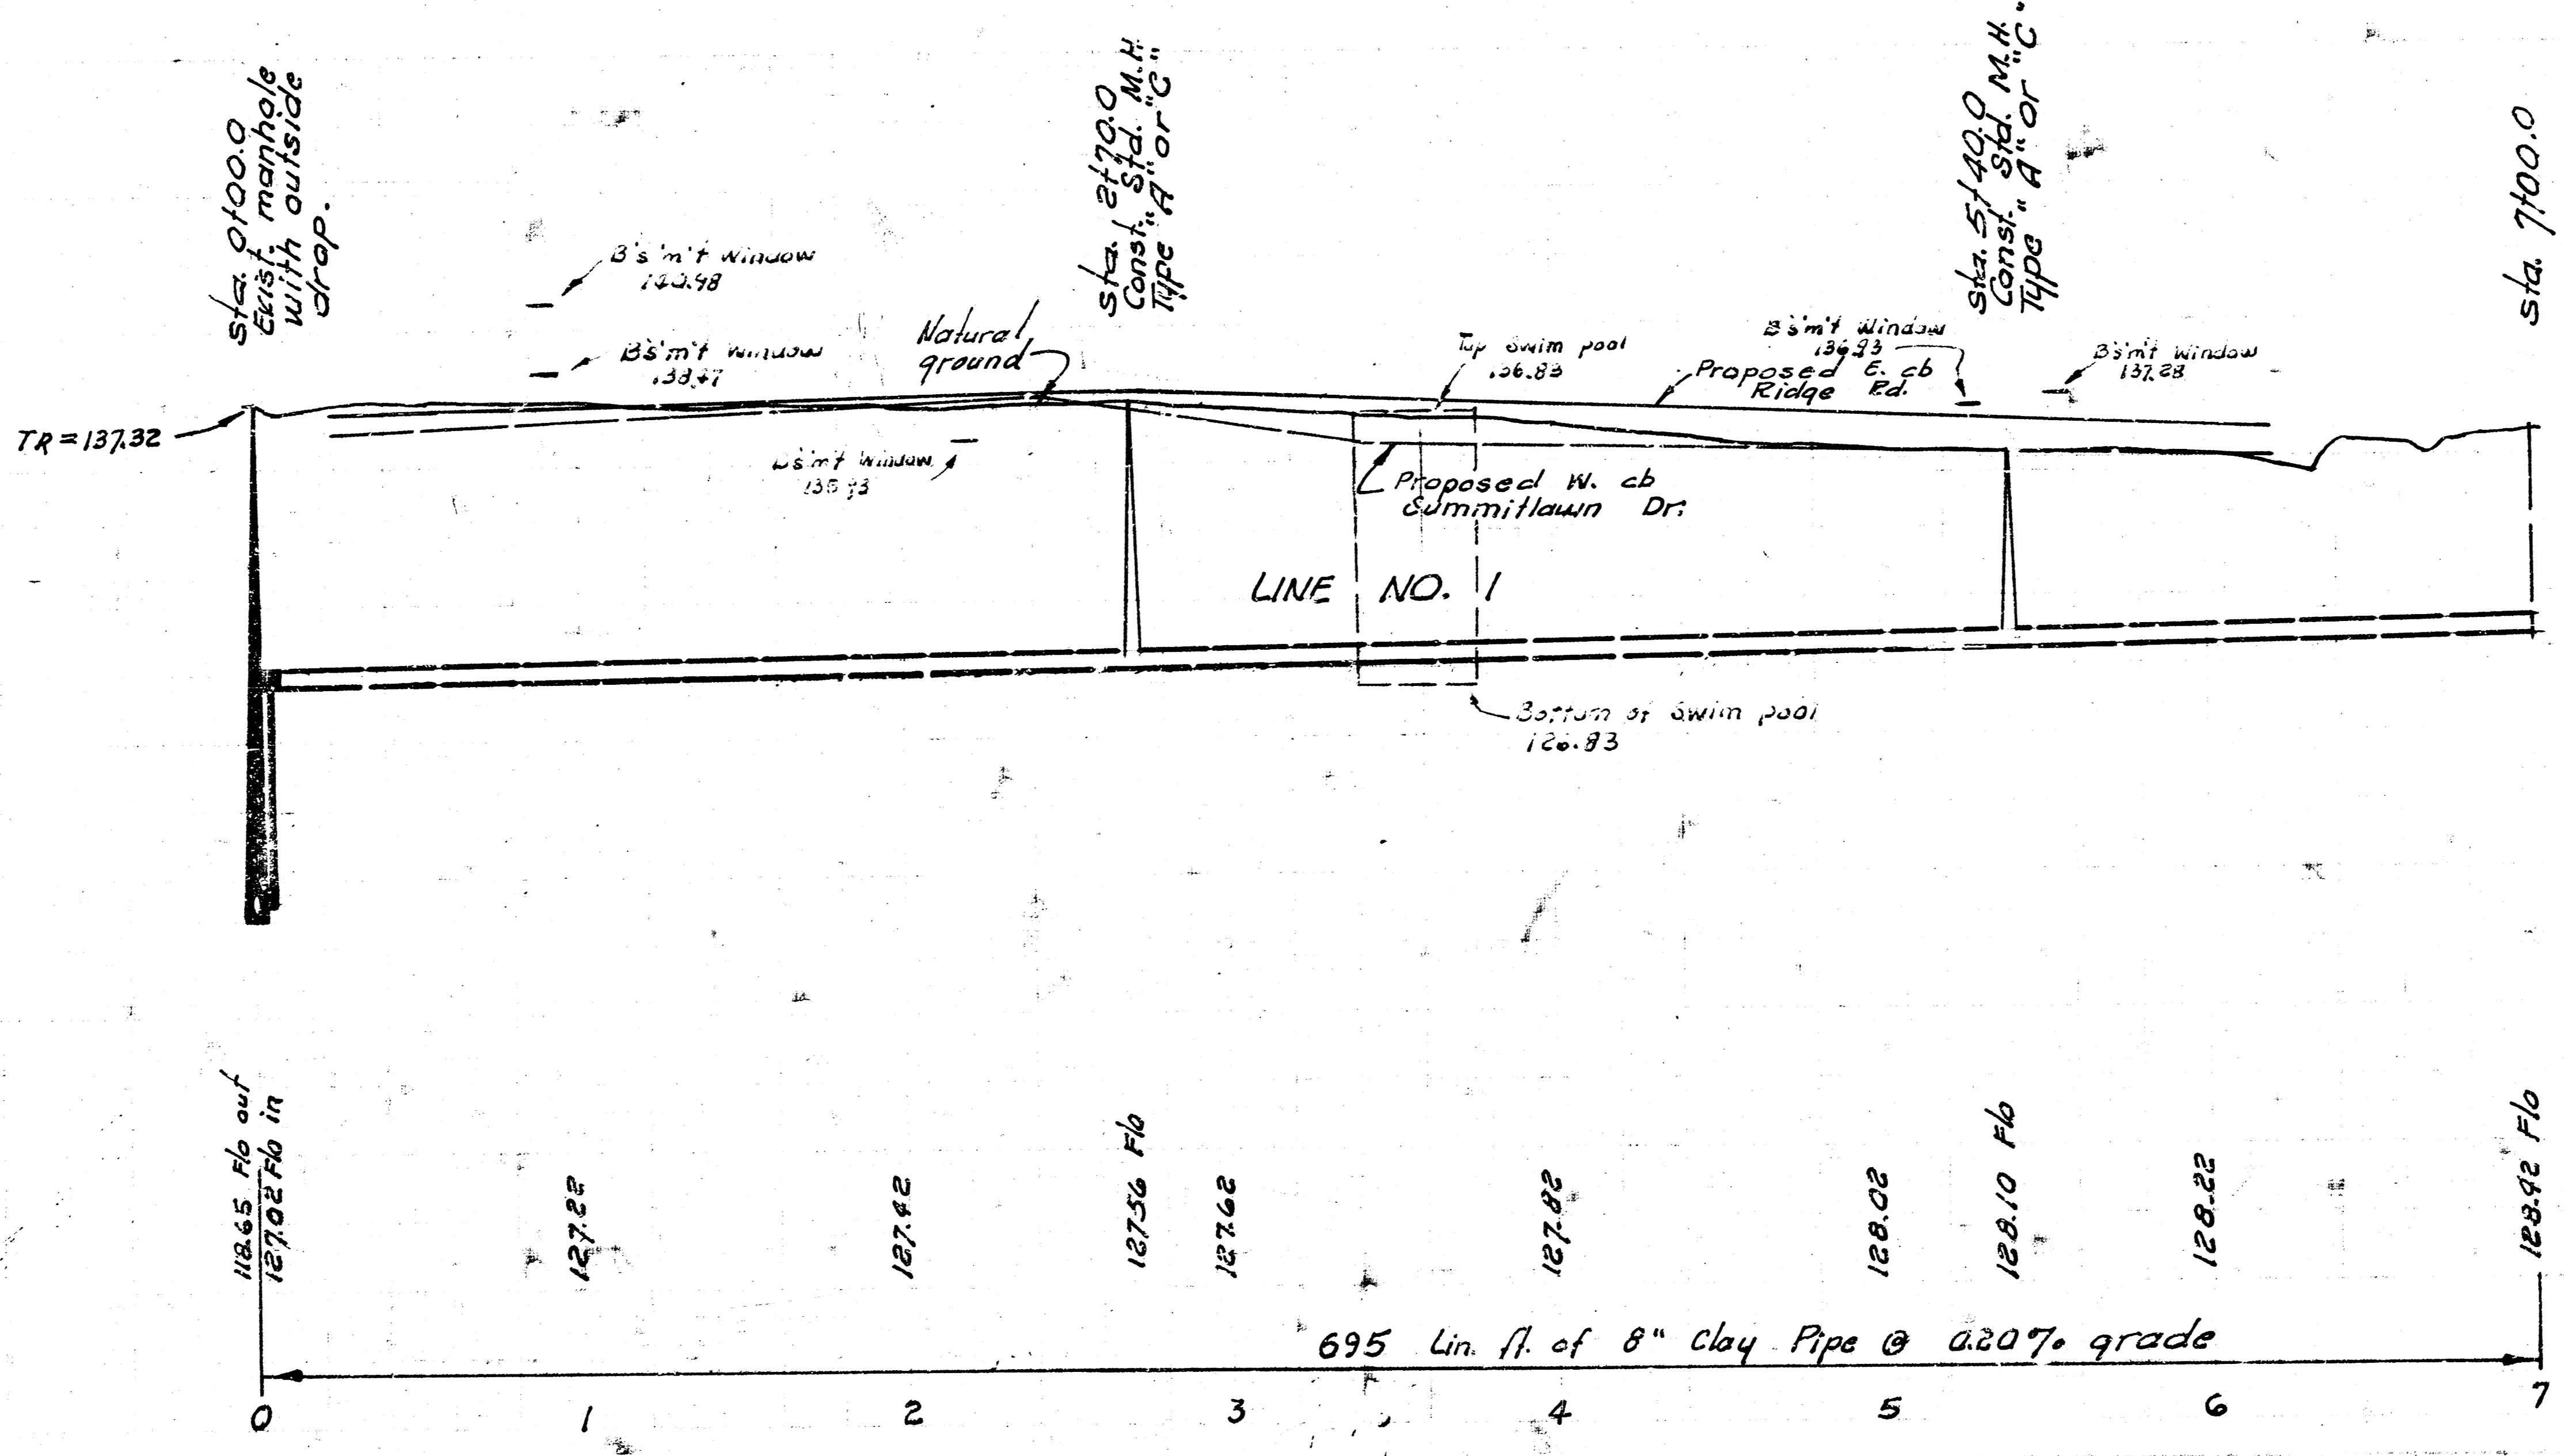 Sta. 0+00.0
Exist. manhole
with outside
drop.
Sta. 2+70.0
Const. Std. M.H.
Type "A" or "C"
Sta. 5+40.0
Const. Std. M.H.
Type "A" or "C"
Sta. 7+00.0
B's'm't Window
B's'm't Window
Natural
ground
Top Swim pool
136.83
B's'm't Window
136.93
Proposed E. cb
Ridge Rd.
B's'm't Window
137.28
TR=137.32
B's'm't Window
Proposed W. cb
Summitlawn Dr.
LINE NO. 1
Bottom of Swim pool
126.83
118.65 Flo out
127.02 Flo in
127.22
127.42
127.56 Flo
127.62
127.82
128.02
128.10 Flo
128.22
128.42 Flo
695 Lin. ft. of 8" Clay Pipe @ 0.20% grade
0 1 2 3 4 5 6 7